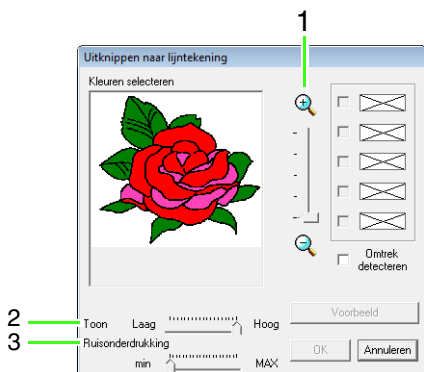 1
Uitknippen naar lijntekening
Kleuren selecteren
Omtrek
detecteren
2
Toon Laag Hoog
Voorbeeld
3
Ruisonderdrukking
min MAX
OK Annuleren